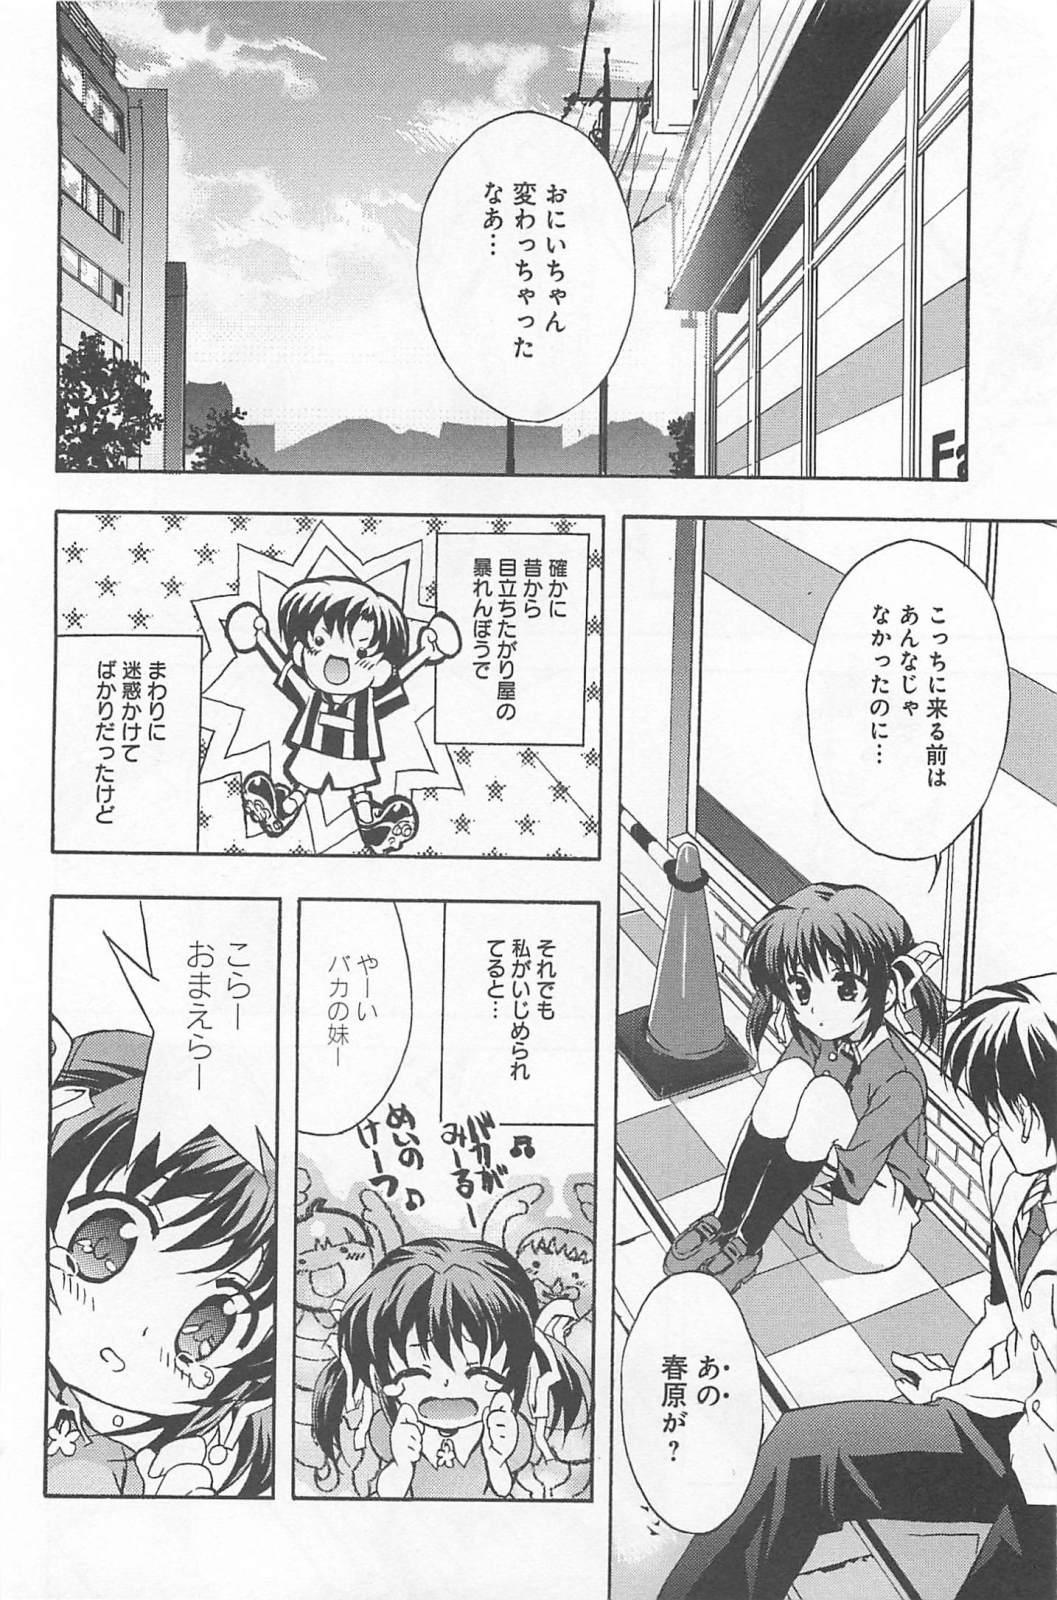 おにいちゃん
変わっちゃった
なあ…
Fa
こっちに来る前は
あんなじゃ
なかったのに…
あの
春原が？
確かに
昔から
目立ちたがり屋の
暴れんぼうで
まわりに
迷惑かけて
ばかりだったけど
それでも
私がいじめられ
てると…
やーい
バカの妹ー
バカが
みーるー
めいの
けーつ♪
♫
こらー
おまえらー